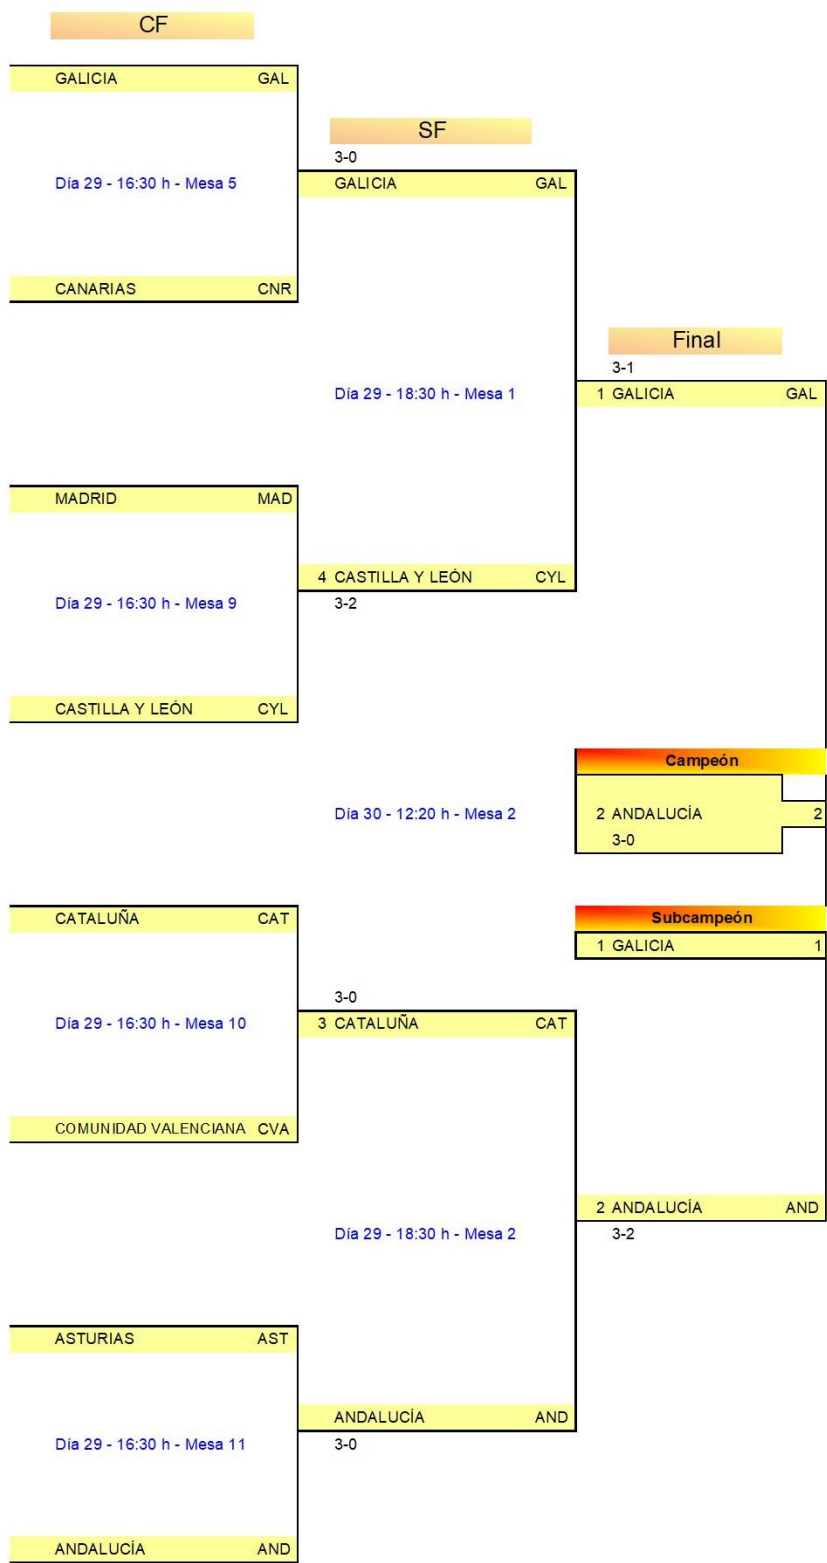 CF
GALICIA GAL
SF
3-0
Día 29 - 16:30 h - Mesa 5
GALICIA GAL
CANARIAS CNR
Final
3-1
Día 29 - 18:30 h - Mesa 1
1 GALICIA GAL
MADRID MAD
4 CASTILLA Y LEÓN CYL
Día 29 - 16:30 h - Mesa 9
3-2
CASTILLA Y LEÓN CYL
Campeón
Día 30 - 12:20 h - Mesa 2
2 ANDALUCÍA 2
3-0
CATALUÑA CAT
Subcampeón
1 GALICIA 1
3-0
Día 29 - 16:30 h - Mesa 10
3 CATALUÑA CAT
COMUNIDAD VALENCIANA CVA
2 ANDALUCÍA AND
Día 29 - 18:30 h - Mesa 2
3-2
ASTURIAS AST
ANDALUCÍA AND
Día 29 - 16:30 h - Mesa 11
3-0
ANDALUCÍA AND